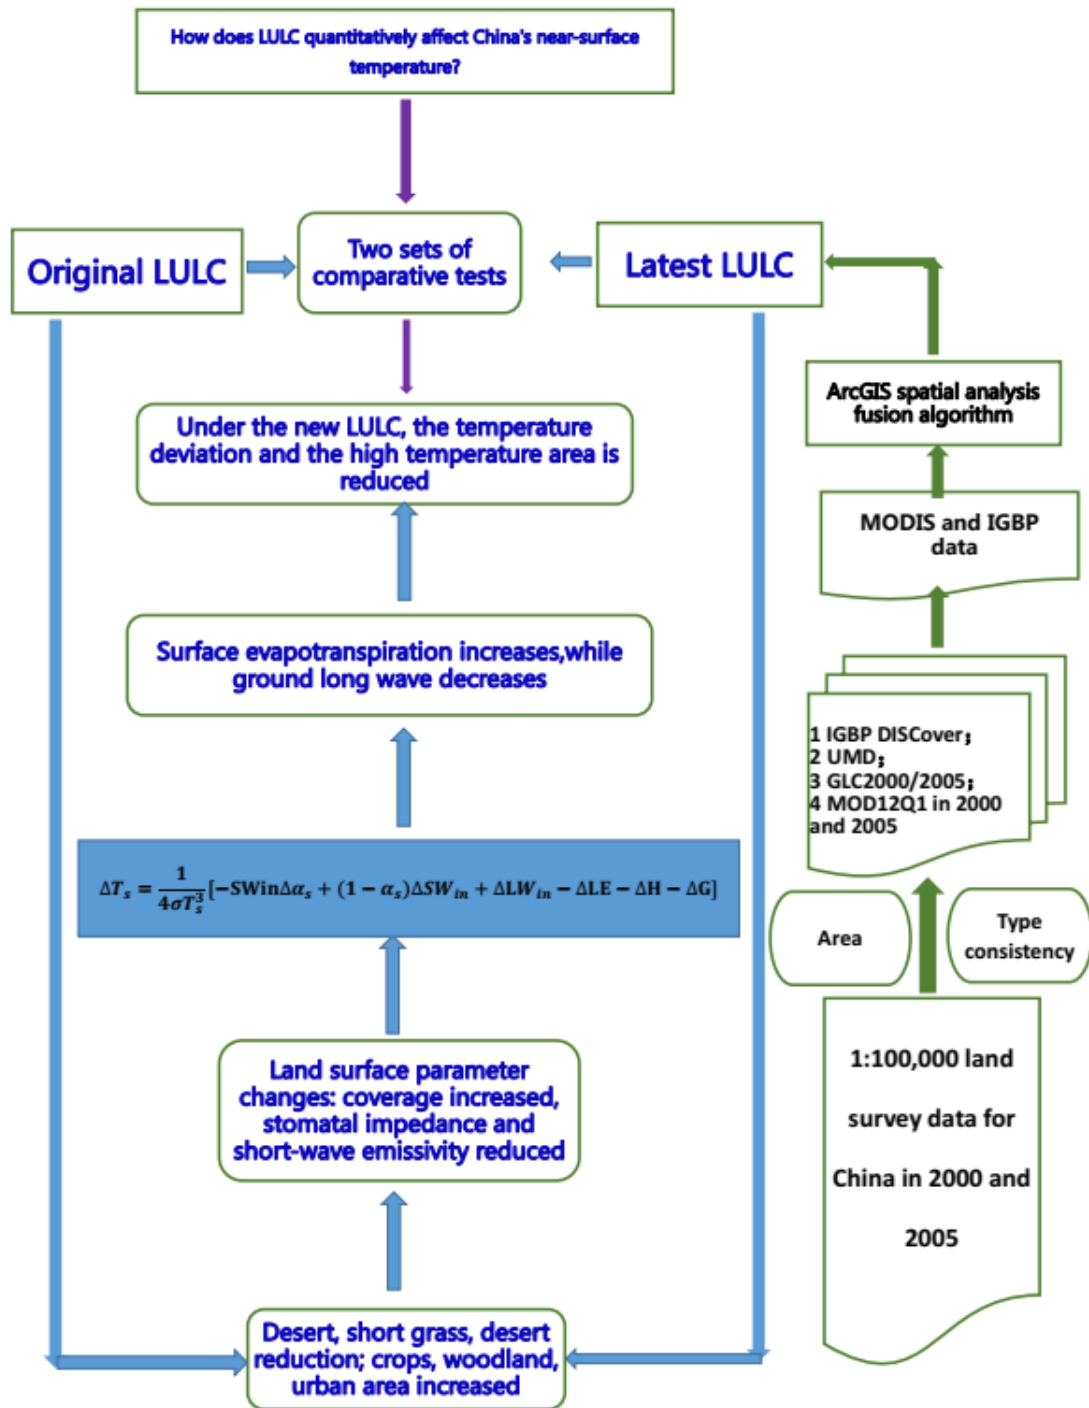 How does LULC quantitatively affect China's near-surface
temperature?
Original LULC
Two sets of
comparative tests
Latest LULC
ArcGIS spatial analysis
fusion algorithm
Under the new LULC, the temperature
deviation and the high temperature area is
reduced
MODIS and IGBP
data
Surface evapotranspiration increases,while
ground long wave decreases
1 IGBP DISCover;
2 UMD;
3 GLC2000/2005;
4 MOD12Q1 in 2000
and 2005
ΔT_s = \frac{1}{4σT_s^3}[−SWinΔα_s + (1 − α_s)ΔSW_{in} + ΔLW_{in} − ΔLE − ΔH − ΔG]
Area
Type
consistency
Land surface parameter
changes: coverage increased,
stomatal impedance and
short-wave emissivity reduced
1:100,000 land
survey data for
China in 2000 and
2005
Desert, short grass, desert
reduction; crops, woodland,
urban area increased